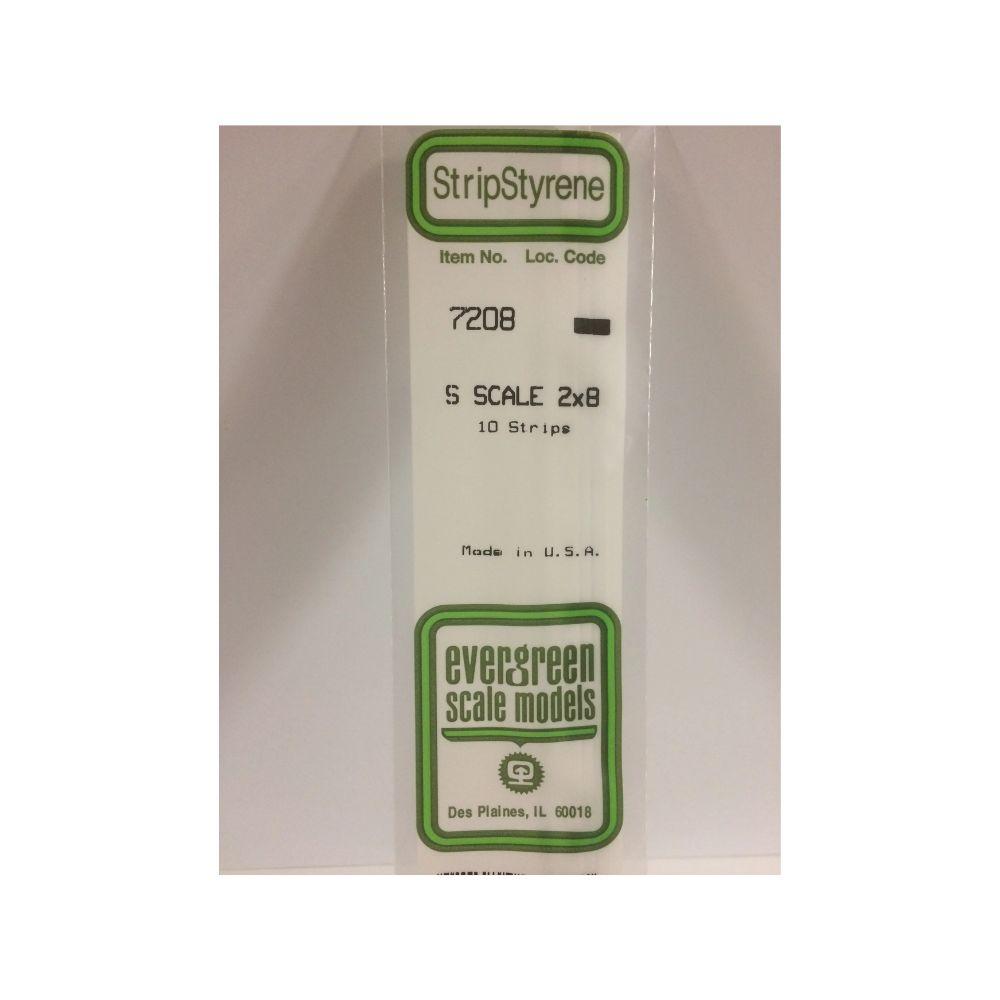 StripStyrene
Item No. Loc. Code
7208
S SCALE 2x8
10 Strips
Made in U.S.A.
evergreen
scale models
Des Plaines, IL 60018